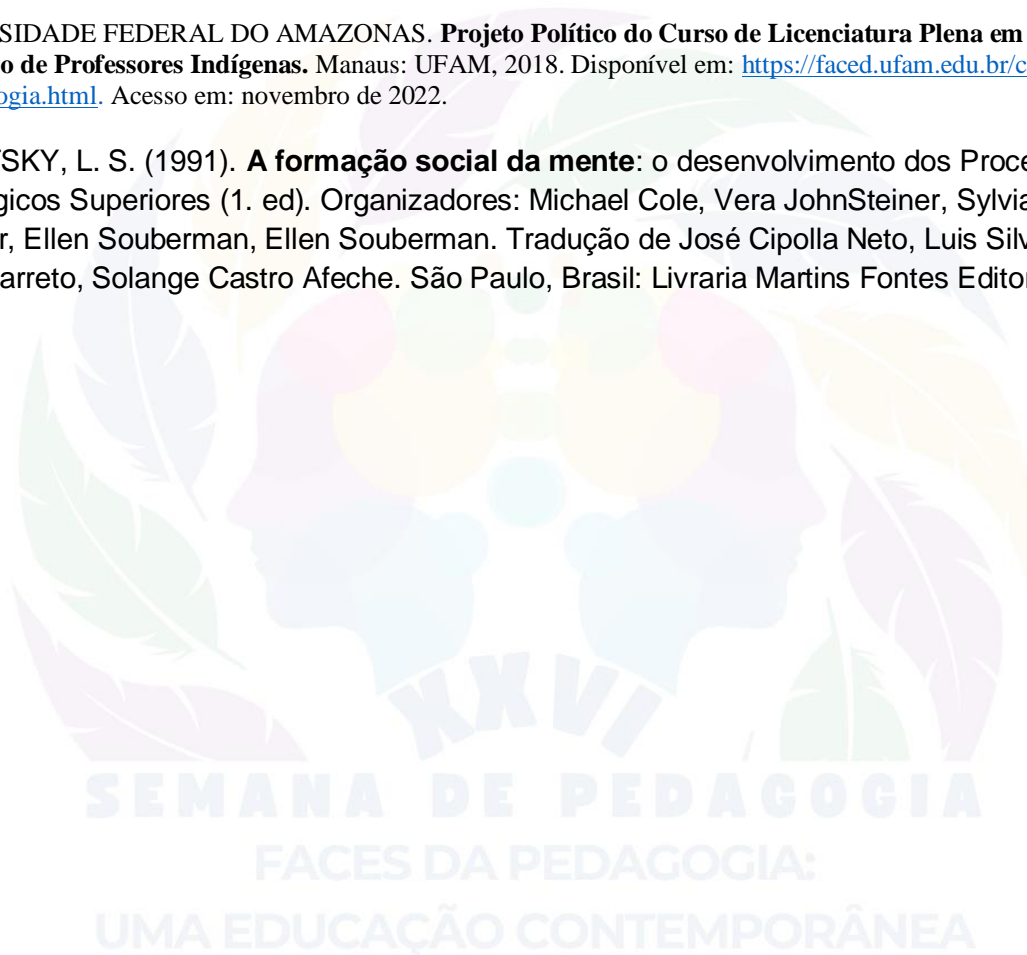 SIDADE FEDERAL DO AMAZONAS. Projeto Político do Curso de Licenciatura Plena em
o de Professores Indígenas. Manaus: UFAM, 2018. Disponível em: https://faced.ufam.edu.br/c
ogia.html. Acesso em: novembro de 2022.
TSKY, L. S. (1991). A formação social da mente: o desenvolvimento dos Proce
gicos Superiores (1. ed). Organizadores: Michael Cole, Vera JohnSteiner, Sylvia
r, Ellen Souberman, Ellen Souberman. Tradução de José Cipolla Neto, Luis Silv
arreto, Solange Castro Afeche. São Paulo, Brasil: Livraria Martins Fontes Editor
XXVI
SEMANA DE PEDAGOGIA
FACES DA PEDAGOGIA:
UMA EDUCAÇÃO CONTEMPORÂNEA